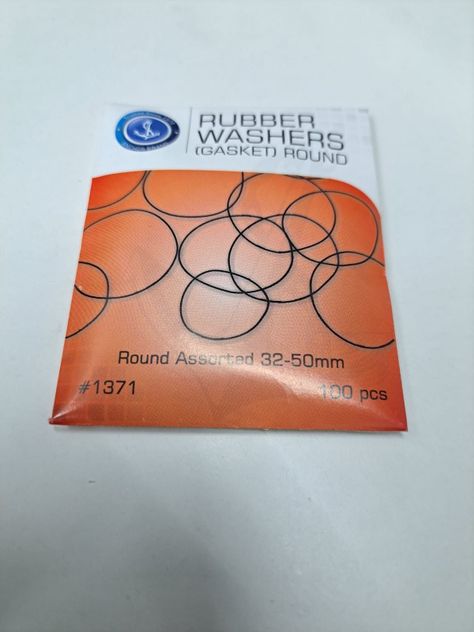 RUBBER
WASHERS
(GASKET) ROUND
Round Assorted 32-50mm
#1371
100 pcs